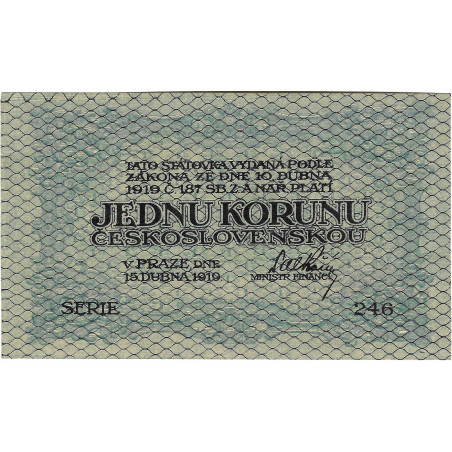 TATO STÁTOVKA VYDANÁ PODLE
ZÁKONA ZE DNE 10. DUBNA
1919 Č. 187 SB. Z. A NAŘ. PLATÍ
JEDNU KORUNU
ČESKOSLOVENSKOU
V PRAZE DNE
15. DUBNA 1919.
MINISTR FINANCÍ
SERIE 246